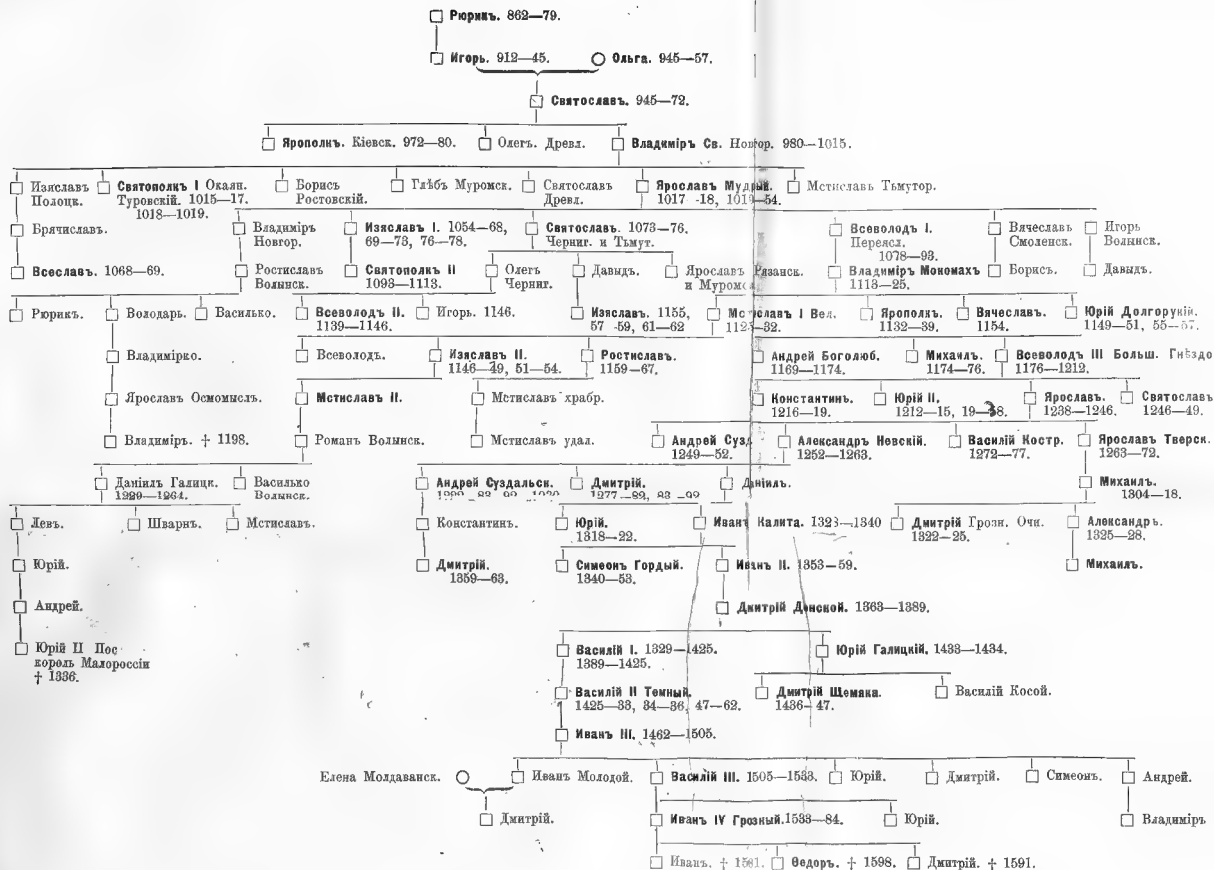 Рюрикъ. 862—79.
Игорь. 912—45. Ольга. 945—57.
Святославъ. 945—72.
Ярополкъ. Кіевск. 972—80. Олегъ. Древл. Владиміръ Св. Новгор. 980—1015.
Изяславъ Святополкъ I Окаян. Борисъ Глѣбъ Муромск. Святославъ Ярославъ Мудрый. Мстиславъ Тьмутор.
Полоцк. Туровскій. 1015—17. Ростовскій. Древл. 1017 -18, 1019—54.
1018—1019.
Брячиславъ. Владиміръ Изяславъ I. 1054—68, Святославъ. 1073—76. Всеволодъ I. Вячеславъ Игорь
Новгор. 69—73, 76—78. Черниг. и Тьмут. Переясл. Смоленск. Волынск.
1078—93.
Всеславъ. 1068—69. Ростиславъ Святополкъ II Олегъ Давыдъ. Ярославъ Рязанск. Владиміръ Мономахъ Борисъ. Давыдъ.
Волынск. 1093—1113. Черниг. и Муромск. 1113—25.
Рюрикъ. Володарь. Василько. Всеволодъ II. Игорь. 1146. Изяславъ. 1155, Мстиславъ I Вел. Ярополкъ. Вячеславъ. Юрій Долгорукій.
1139—1146. 57 -59, 61—62 1125—32. 1132—39. 1154. 1149—51, 55—57.
Владимірко. Всеволодъ. Изяславъ II. Ростиславъ. Андрей Боголюб. Михаилъ. Всеволодъ III Больш. Гнѣздо
1146—49, 51—54. 1159—67. 1169—1174. 1174—76. 1176—1212.
Ярославъ Осмомыслъ. Мстиславъ II. Мстиславъ храбр. Константинъ. Юрій II. Ярославъ. Святославъ
1216—19. 1212—15, 19—38. 1238—1246. 1246—49.
Владиміръ. † 1198. Романъ Волынск. Мстиславъ удал. Андрей Сузд Александръ Невскій. Василій Костр. Ярославъ Тверск.
1249—52. 1252—1263. 1272—77. 1263—72.
Даніилъ Галицк. Василько Андрей Суздальск. Дмитрій. Даніилъ. Михаилъ.
1229—1264. Волынск. 1304—18.
Левъ. Шварнъ. Мстиславъ. Константинъ. Юрій. Иванъ Калита. 1328—1340 Дмитрій Грозн. Очи. Александръ.
1318—22. 1322—25. 1325—28.
Юрій. Дмитрій. Симеонъ Гордый. Иванъ II. 1353—59. Михаилъ.
1359—63. 1340—53.
Андрей. Дмитрій Донской. 1363—1389.
Юрій II Пос Василій I. 1329—1425. Юрій Галицкій. 1433—1434.
король Малороссіи 1389—1425.
† 1336.
Василій II Темный. Дмитрій Шемяка. Василій Косой.
1425—33, 34—36, 47—62. 1436- 47.
Иванъ III. 1462—1505.
Елена Молдаванск. Иванъ Молодой. Василій III. 1505—1533. Юрій. Дмитрій. Симеонъ. Андрей.
Дмитрій. Иванъ IV Грозный. 1533—84. Юрій. Владиміръ
Иванъ. † 1581. Ѳедоръ. † 1598. Дмитрій. † 1591.